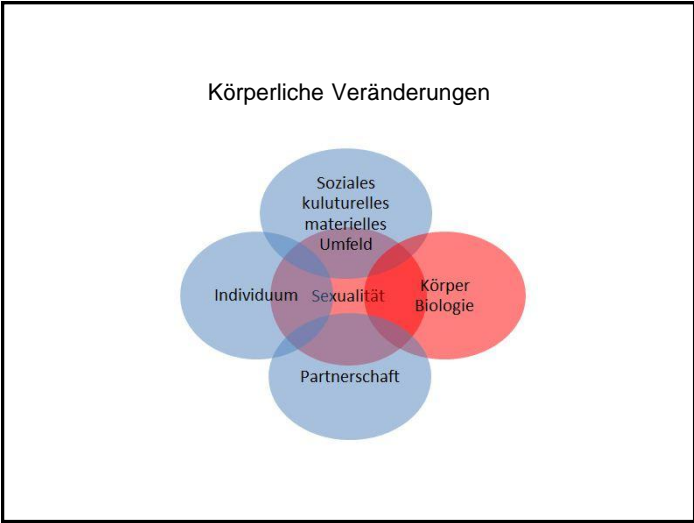 Körperliche Veränderungen
Soziales
kuluturelles
materielles
Umfeld
Individuum
Sexualität
Körper
Biologie
Partnerschaft